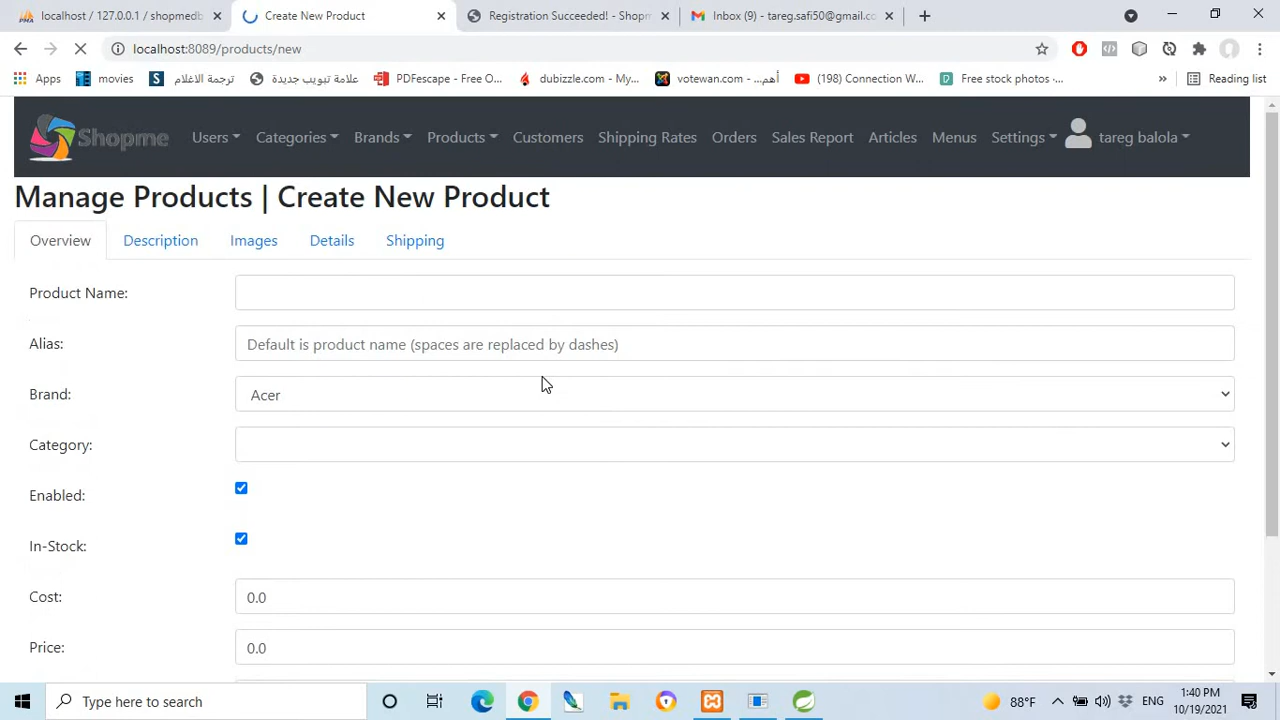 localhost / 127.0.0.1 / shopmedb
Create New Product
Registration Succeeded! - Shopm
Inbox (9) - tareg.safi50@gmail.co
localhost:8089/products/new
Apps
movies
ترجمة الاغلام
علامة تبويب جديدة
PDFescape - Free O...
dubizzle.com - My...
votewan.com - أهم...
(198) Connection W...
Free stock photos ·...
»
Reading list
Shopme
Users
Categories
Brands
Products
Customers
Shipping Rates
Orders
Sales Report
Articles
Menus
Settings
tareg balola
Manage Products | Create New Product
Overview
Description
Images
Details
Shipping
Product Name:
Alias:
Default is product name (spaces are replaced by dashes)
Brand:
Acer
Category:
Enabled:
In-Stock:
Cost:
0.0
Price:
0.0
Type here to search
88°F
ENG
1:40 PM
10/19/2021